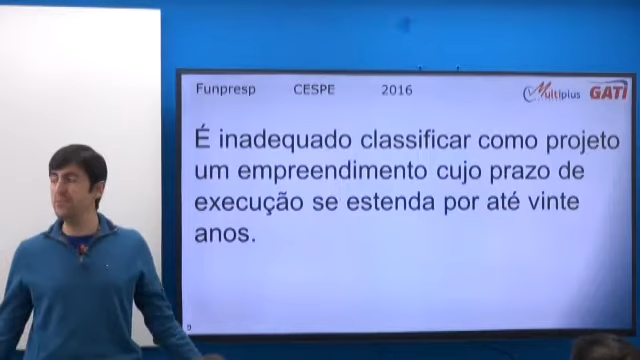 Funpresp CESPE 2016
Multiplus GATI
É inadequado classificar como projeto
um empreendimento cujo prazo de
execução se estenda por até vinte
anos.
9